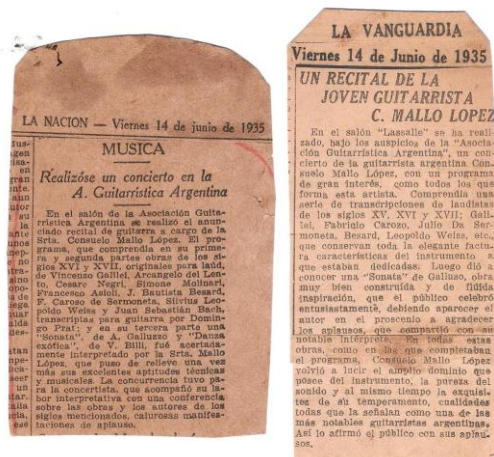 LA NACION — Viernes 14 de junio de 1935
MUSICA
Realizóse un concierto en la
A. Guitarrística Argentina
En el salón de la Asociación Guita-
rrística Argentina se realizó el anun-
ciado recital de guitarra a cargo de la
Srta. Consuelo Mallo López. El pro-
grama, que comprendía en su prime-
ra y segunda partes obras de los si-
glos XVI y XVII, originales para laúd,
de Vincenzo Galilei, Arcangelo del Leu-
to, Cesare Negri, Simone Molinari,
Francesco Asioli, J. Bautista Besard,
F. Caroso de Sermoneta, Silvius Leo-
poldo Weiss y Juan Sebastián Bach,
transcriptas para guitarra por Domin-
go Prat; y en su tercera parte una
"Sonata", de A. Galluzzo y "Danza
exótica", de V. Billi, fué acertada-
mente interpretado por la Srta. Mallo
López, que puso de relieve una vez
más sus excelentes aptitudes técnicas
y musicales. La concurrencia tuvo pa-
ra la concertista, que acompañó su la-
bor interpretativa con una conferencia
sobre las obras y los autores de los
siglos mencionados, calurosas manifes-
taciones de aplauso.
LA VANGUARDIA
Viernes 14 de Junio de 1935
UN RECITAL DE LA
JOVEN GUITARRISTA
C. MALLO LOPEZ
En el salón "Lassalle" se ha reali-
zado, bajo los auspicios de la "Asocia-
ción Guitarrística Argentina", un con-
cierto de la guitarrista argentina Con-
suelo Mallo López, con un programa
de gran interés, como todos los que
forma esta artista. Comprendía una
serie de transcripciones de laudistas
de los siglos XV, XVI y XVII; Gali-
lei, Fabricio Caroso, Julio Da Ser-
moneta, Besard, Leopoldo Weiss, etc.,
que conservan toda la elegante factu-
ra características del instrumento a
que estaban dedicadas. Luego dió a
conocer una "Sonata" de Galluso, obra
muy bien construída y de flúida
inspiración, que el público celebró
entusiastamente, debiendo aparecer el
autor en el proscenio a agradecer
los aplausos, que compartió con su
notable intérprete. En todas estas
obras, como en las que completaban
el programa, Consuelo Mallo López
volvió a lucir el amplio dominio que
posee del instrumento, la pureza del
sonido y al mismo tiempo la exquisi-
tes de su temperamento, cualidades
todas que la señalan como una de las
más notables guitarristas argentinas.
Así lo afirmó el público con sus aplau-
sos.